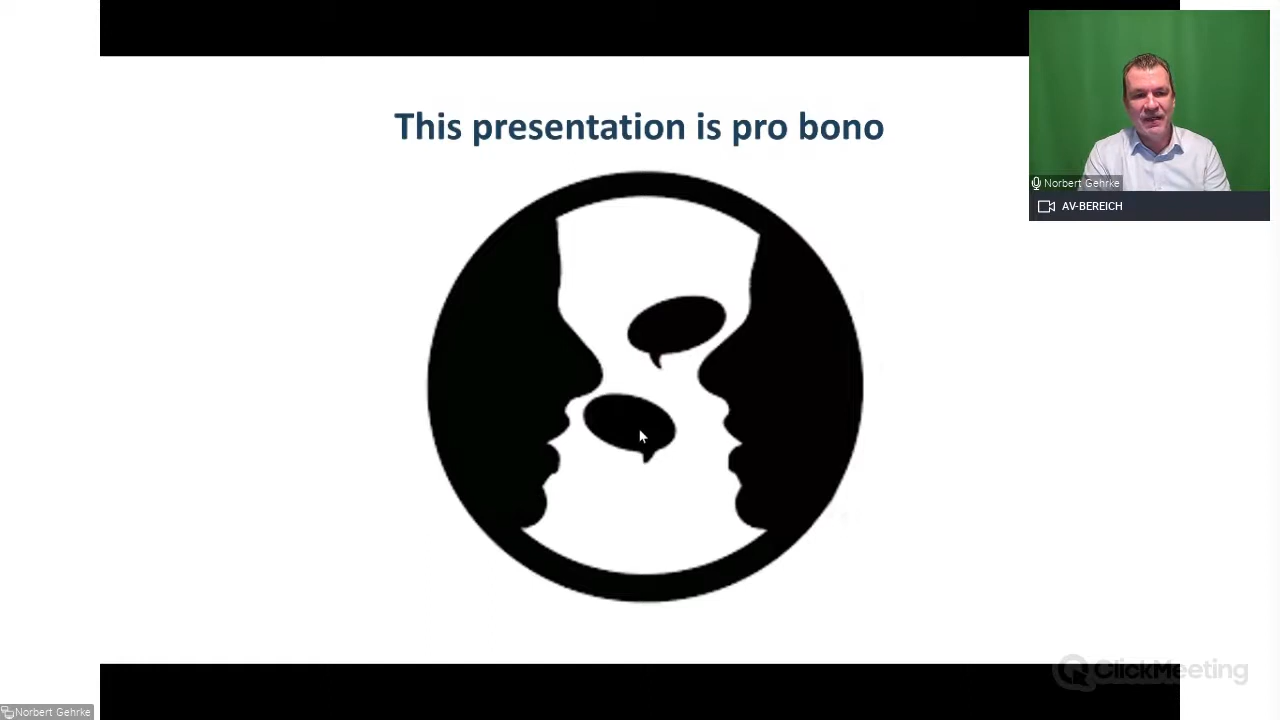 This presentation is pro bono
Norbert Gehrke
AV-BEREICH
ClickMeeting
Norbert Gehrke